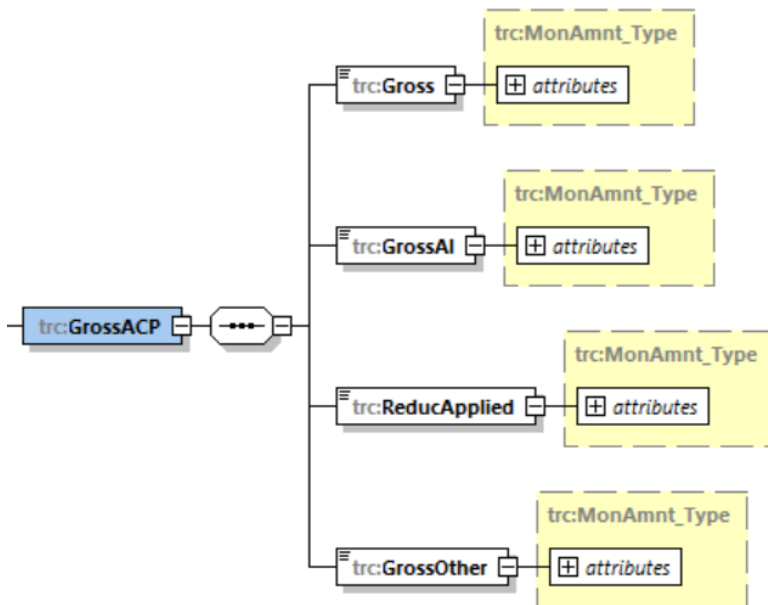 trc:MonAmnt_Type
trc:Gross
attributes
trc:MonAmnt_Type
trc:GrossAI
attributes
trc:GrossACP
trc:MonAmnt_Type
trc:ReducApplied
attributes
trc:MonAmnt_Type
trc:GrossOther
attributes